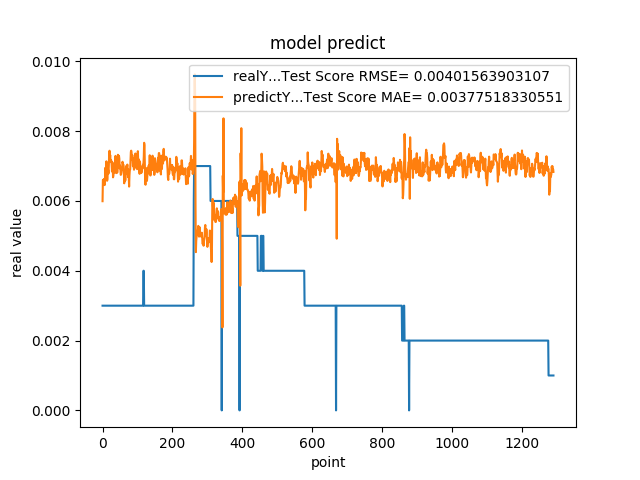 model predict
realY...Test Score RMSE= 0.00401563903107
predictY...Test Score MAE= 0.00377518330551
real value
0.010
0.008
0.006
0.004
0.002
0.000
0 200 400 600 800 1000 1200
point